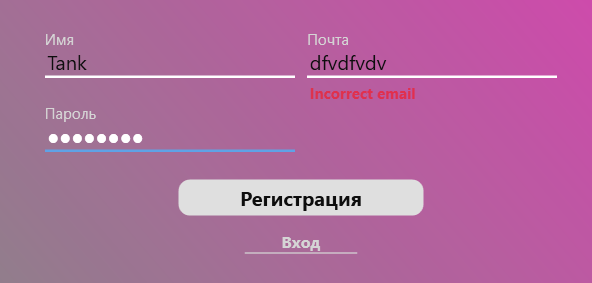 Имя
Почта
Tank
dfvdfvdv
Incorrect email
Пароль
●●●●●●●●
Регистрация
Вход